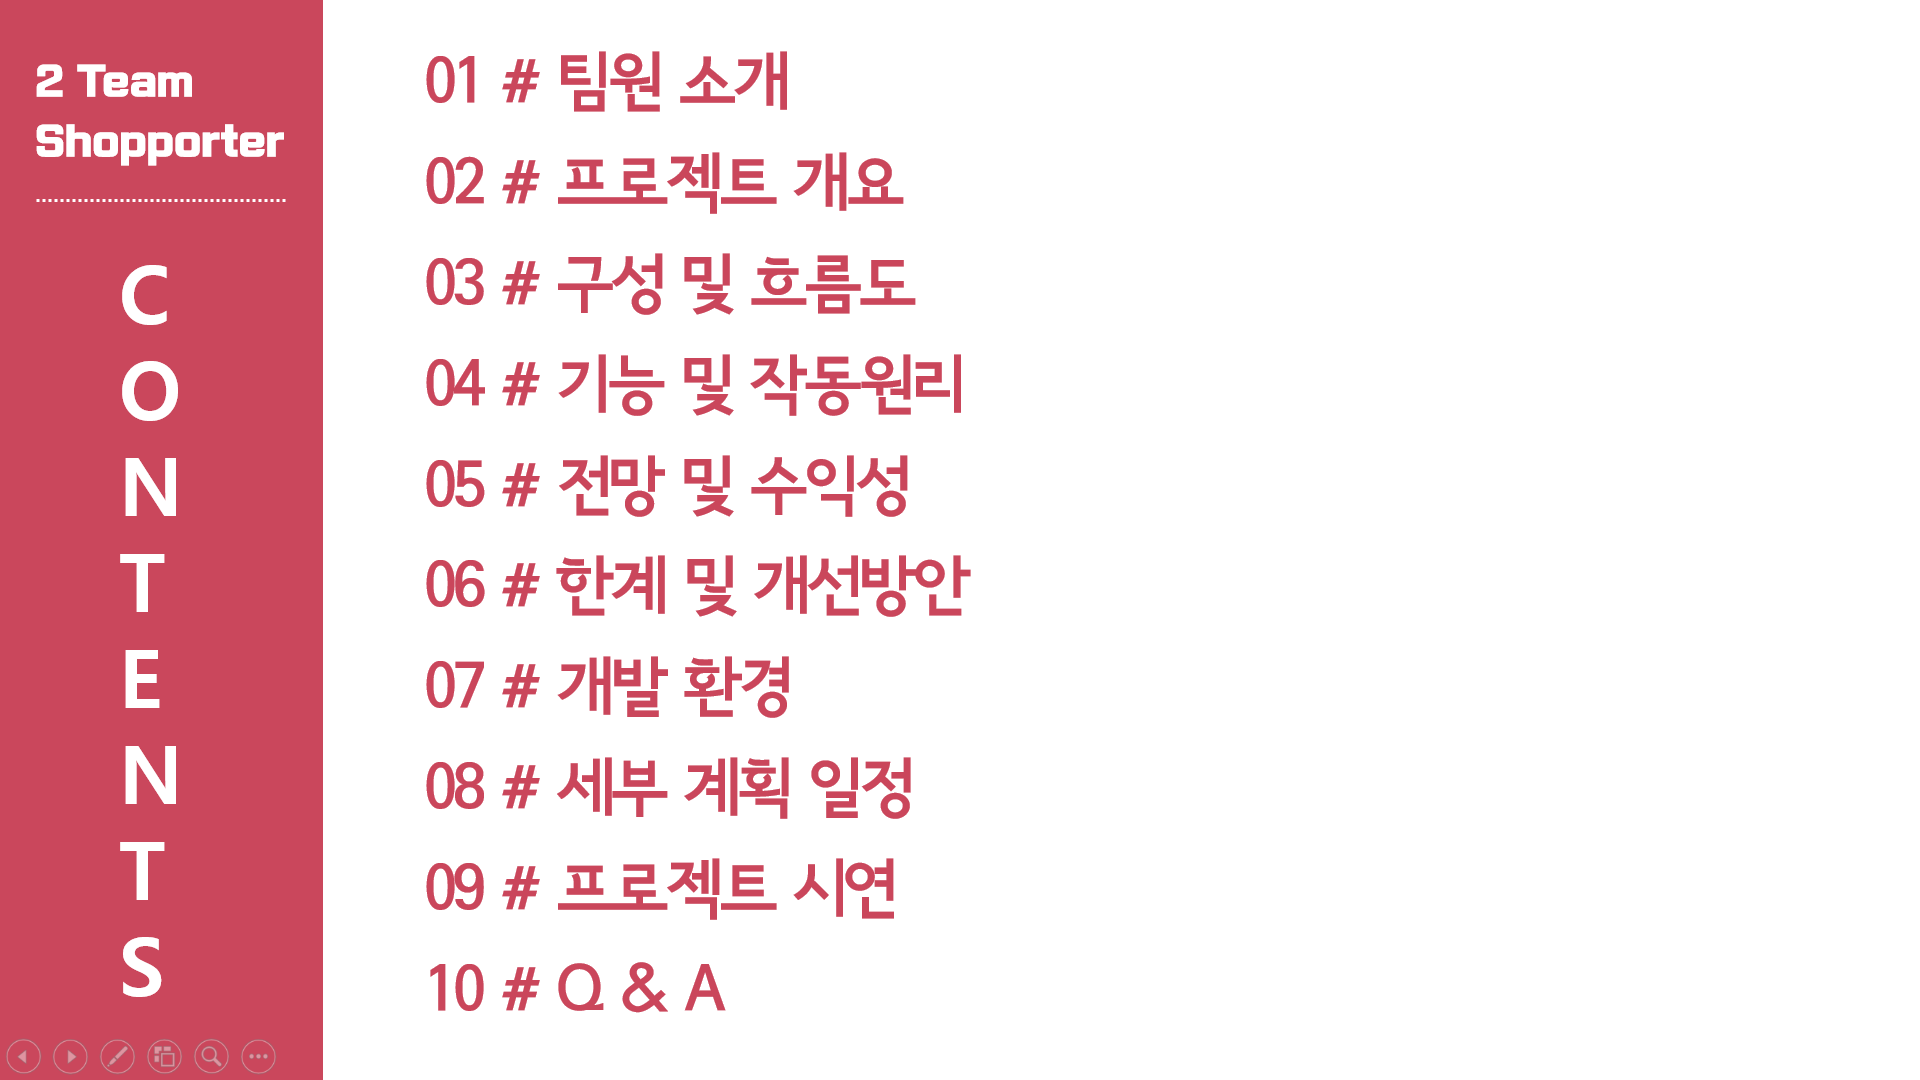 2 Team
Shopporter
C
O
N
T
E
N
T
S
01 # 팀원 소개
02 # 프로젝트 개요
03 # 구성 및 흐름도
04 # 기능 및 작동원리
05 # 전망 및 수익성
06 # 한계 및 개선방안
07 # 개발 환경
08 # 세부 계획 일정
09 # 프로젝트 시연
10 # Q & A